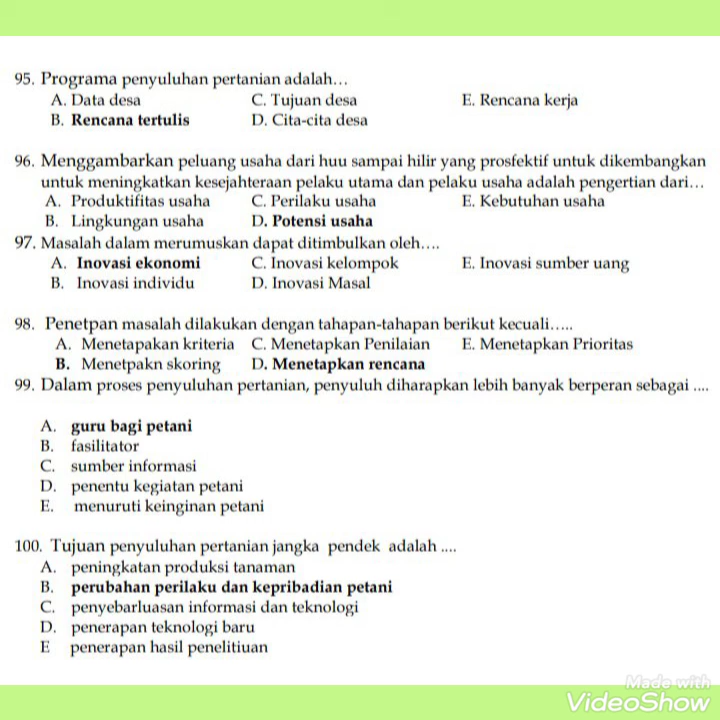 95. Programa penyuluhan pertanian adalah…
A. Data desa C. Tujuan desa E. Rencana kerja
B. Rencana tertulis D. Cita-cita desa
96. Menggambarkan peluang usaha dari huu sampai hilir yang prosfektif untuk dikembangkan
untuk meningkatkan kesejahteraan pelaku utama dan pelaku usaha adalah pengertian dari…
A. Produktifitas usaha C. Perilaku usaha E. Kebutuhan usaha
B. Lingkungan usaha D. Potensi usaha
97. Masalah dalam merumuskan dapat ditimbulkan oleh….
A. Inovasi ekonomi C. Inovasi kelompok E. Inovasi sumber uang
B. Inovasi individu D. Inovasi Masal
98. Penetpan masalah dilakukan dengan tahapan-tahapan berikut kecuali…..
A. Menetapakan kriteria C. Menetapkan Penilaian E. Menetapkan Prioritas
B. Menetpakn skoring D. Menetapkan rencana
99. Dalam proses penyuluhan pertanian, penyuluh diharapkan lebih banyak berperan sebagai ....
A. guru bagi petani
B. fasilitator
C. sumber informasi
D. penentu kegiatan petani
E. menuruti keinginan petani
100. Tujuan penyuluhan pertanian jangka pendek adalah ....
A. peningkatan produksi tanaman
B. perubahan perilaku dan kepribadian petani
C. penyebarluasan informasi dan teknologi
D. penerapan teknologi baru
E penerapan hasil penelitiuan
Made with
VideoShow